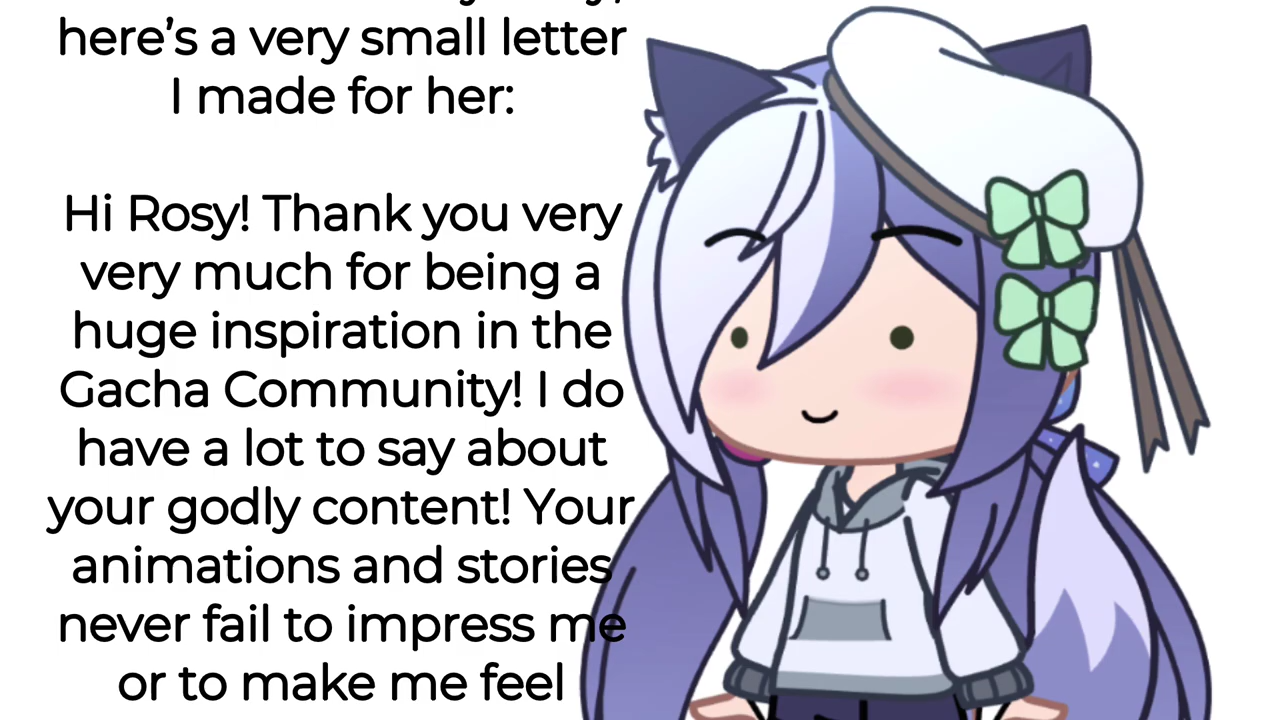 here's a very small letter
I made for her:
Hi Rosy! Thank you very
very much for being a
huge inspiration in the
Gacha Community! I do
have a lot to say about
your godly content! Your
animations and stories
never fail to impress me
or to make me feel